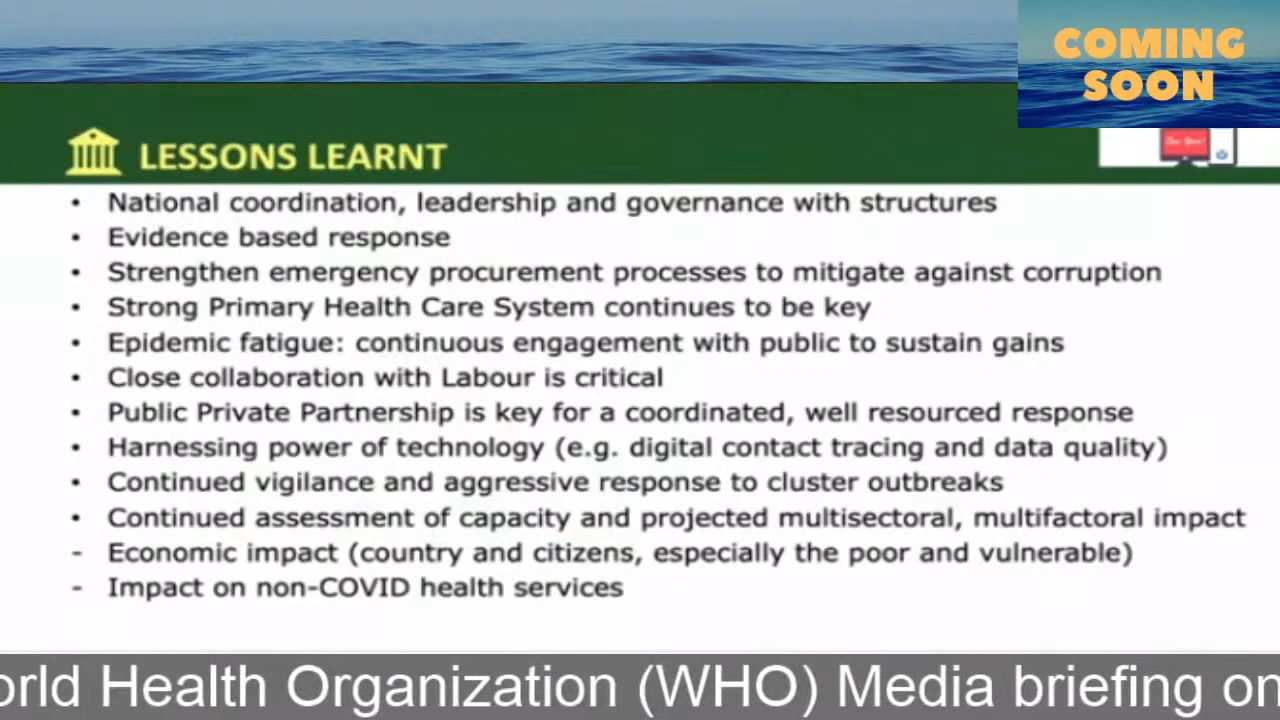 COMING
SOON
LESSONS LEARNT
• National coordination, leadership and governance with structures
• Evidence based response
• Strengthen emergency procurement processes to mitigate against corruption
• Strong Primary Health Care System continues to be key
• Epidemic fatigue: continuous engagement with public to sustain gains
• Close collaboration with Labour is critical
• Public Private Partnership is key for a coordinated, well resourced response
• Harnessing power of technology (e.g. digital contact tracing and data quality)
• Continued vigilance and aggressive response to cluster outbreaks
• Continued assessment of capacity and projected multisectoral, multifactoral impact
- Economic impact (country and citizens, especially the poor and vulnerable)
- Impact on non-COVID health services
orld Health Organization (WHO) Media briefing on